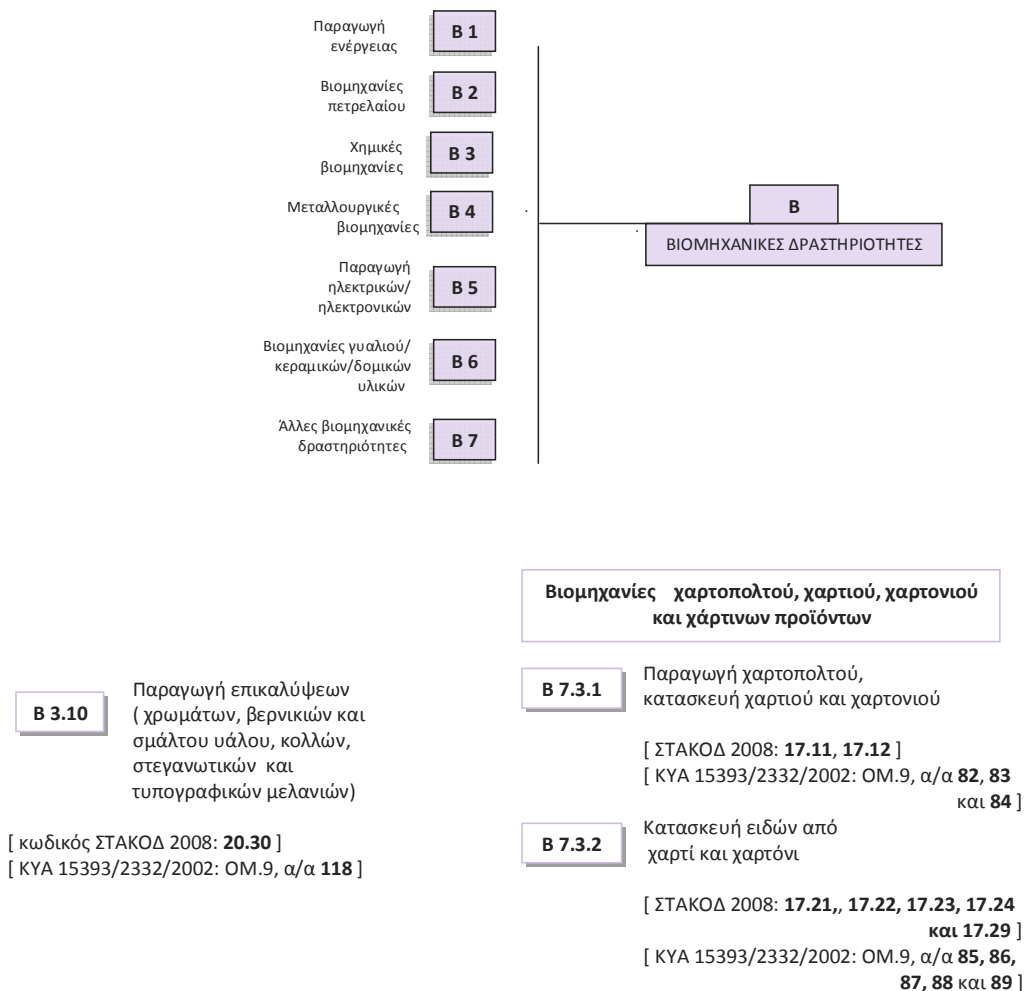 Παραγωγή
ενέργειας
Β 1
Βιομηχανίες
πετρελαίου
Β 2
Χημικές
βιομηχανίες
Β 3
Μεταλλουργικές
βιομηχανίες
Β 4
Παραγωγή
ηλεκτρικών/
ηλεκτρονικών
Β 5
Βιομηχανίες γυαλιού/
κεραμικών/δομικών
υλικών
Β 6
Άλλες βιομηχανικές
δραστηριότητες
Β 7
Β
ΒΙΟΜΗΧΑΝΙΚΕΣ ΔΡΑΣΤΗΡΙΟΤΗΤΕΣ
Β 3.10
Παραγωγή επικαλύψεων
( χρωμάτων, βερνικιών και
σμάλτου υάλου, κολλών,
στεγανωτικών και
τυπογραφικών μελανιών)
[ κωδικός ΣΤΑΚΟΔ 2008: 20.30 ]
[ ΚΥΑ 15393/2332/2002: ΟΜ.9, α/α 118 ]
Βιομηχανίες χαρτοπολτού, χαρτιού, χαρτονιού
και χάρτινων προϊόντων
Β 7.3.1
Παραγωγή χαρτοπολτού,
κατασκευή χαρτιού και χαρτονιού
[ ΣΤΑΚΟΔ 2008: 17.11, 17.12 ]
[ ΚΥΑ 15393/2332/2002: ΟΜ.9, α/α 82, 83
και 84 ]
Β 7.3.2
Κατασκευή ειδών από
χαρτί και χαρτόνι
[ ΣΤΑΚΟΔ 2008: 17.21,, 17.22, 17.23, 17.24
και 17.29 ]
[ ΚΥΑ 15393/2332/2002: ΟΜ.9, α/α 85, 86,
87, 88 και 89 ]